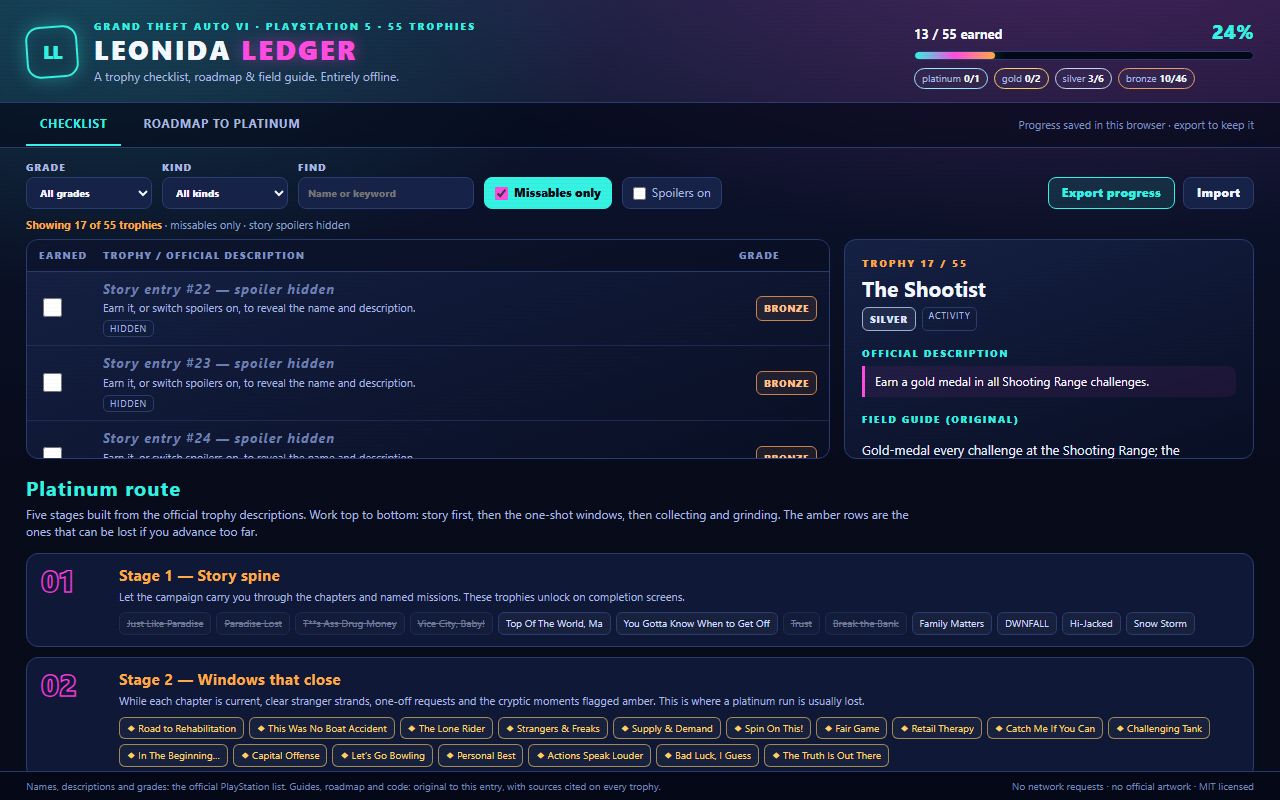 LL
GRAND THEFT AUTO VI · PLAYSTATION 5 · 55 TROPHIES
LEONIDA LEDGER
A trophy checklist, roadmap & field guide. Entirely offline.
13 / 55 earned
24%
platinum 0/1
gold 0/2
silver 3/6
bronze 10/46
CHECKLIST
ROADMAP TO PLATINUM
Progress saved in this browser · export to keep it
GRADE
KIND
FIND
All grades
All kinds
Name or keyword
Missables only
Spoilers on
Export progress
Import
Showing 17 of 55 trophies · missables only · story spoilers hidden
EARNED
TROPHY / OFFICIAL DESCRIPTION
GRADE
Story entry #22 — spoiler hidden
Earn it, or switch spoilers on, to reveal the name and description.
HIDDEN
BRONZE
Story entry #23 — spoiler hidden
Earn it, or switch spoilers on, to reveal the name and description.
HIDDEN
BRONZE
Story entry #24 — spoiler hidden
Earn it, or switch spoilers on, to reveal the name and description.
BRONZE
TROPHY 17 / 55
The Shootist
SILVER
ACTIVITY
OFFICIAL DESCRIPTION
Earn a gold medal in all Shooting Range challenges.
FIELD GUIDE (ORIGINAL)
Gold-medal every challenge at the Shooting Range; the
Platinum route
Five stages built from the official trophy descriptions. Work top to bottom: story first, then the one-shot windows, then collecting and grinding. The amber rows are the
ones that can be lost if you advance too far.
01
Stage 1 — Story spine
Let the campaign carry you through the chapters and named missions. These trophies unlock on completion screens.
Just Like Paradise
Paradise Lost
T**s Ass Drug Money
Vice City, Baby!
Top Of The World, Ma
You Gotta Know When to Get Off
Trust
Break the Bank
Family Matters
DWNFALL
Hi-Jacked
Snow Storm
02
Stage 2 — Windows that close
While each chapter is current, clear stranger strands, one-off requests and the cryptic moments flagged amber. This is where a platinum run is usually lost.
◆ Road to Rehabilitation
◆ This Was No Boat Accident
◆ The Lone Rider
◆ Strangers & Freaks
◆ Supply & Demand
◆ Spin On This!
◆ Fair Game
◆ Retail Therapy
◆ Catch Me If You Can
◆ Challenging Tank
◆ In The Beginning...
◆ Capital Offense
◆ Let's Go Bowling
◆ Personal Best
◆ Actions Speak Louder
◆ Bad Luck, I Guess
◆ The Truth Is Out There
Names, descriptions and grades: the official PlayStation list. Guides, roadmap and code: original to this entry, with sources cited on every trophy.
No network requests · no official artwork · MIT licensed